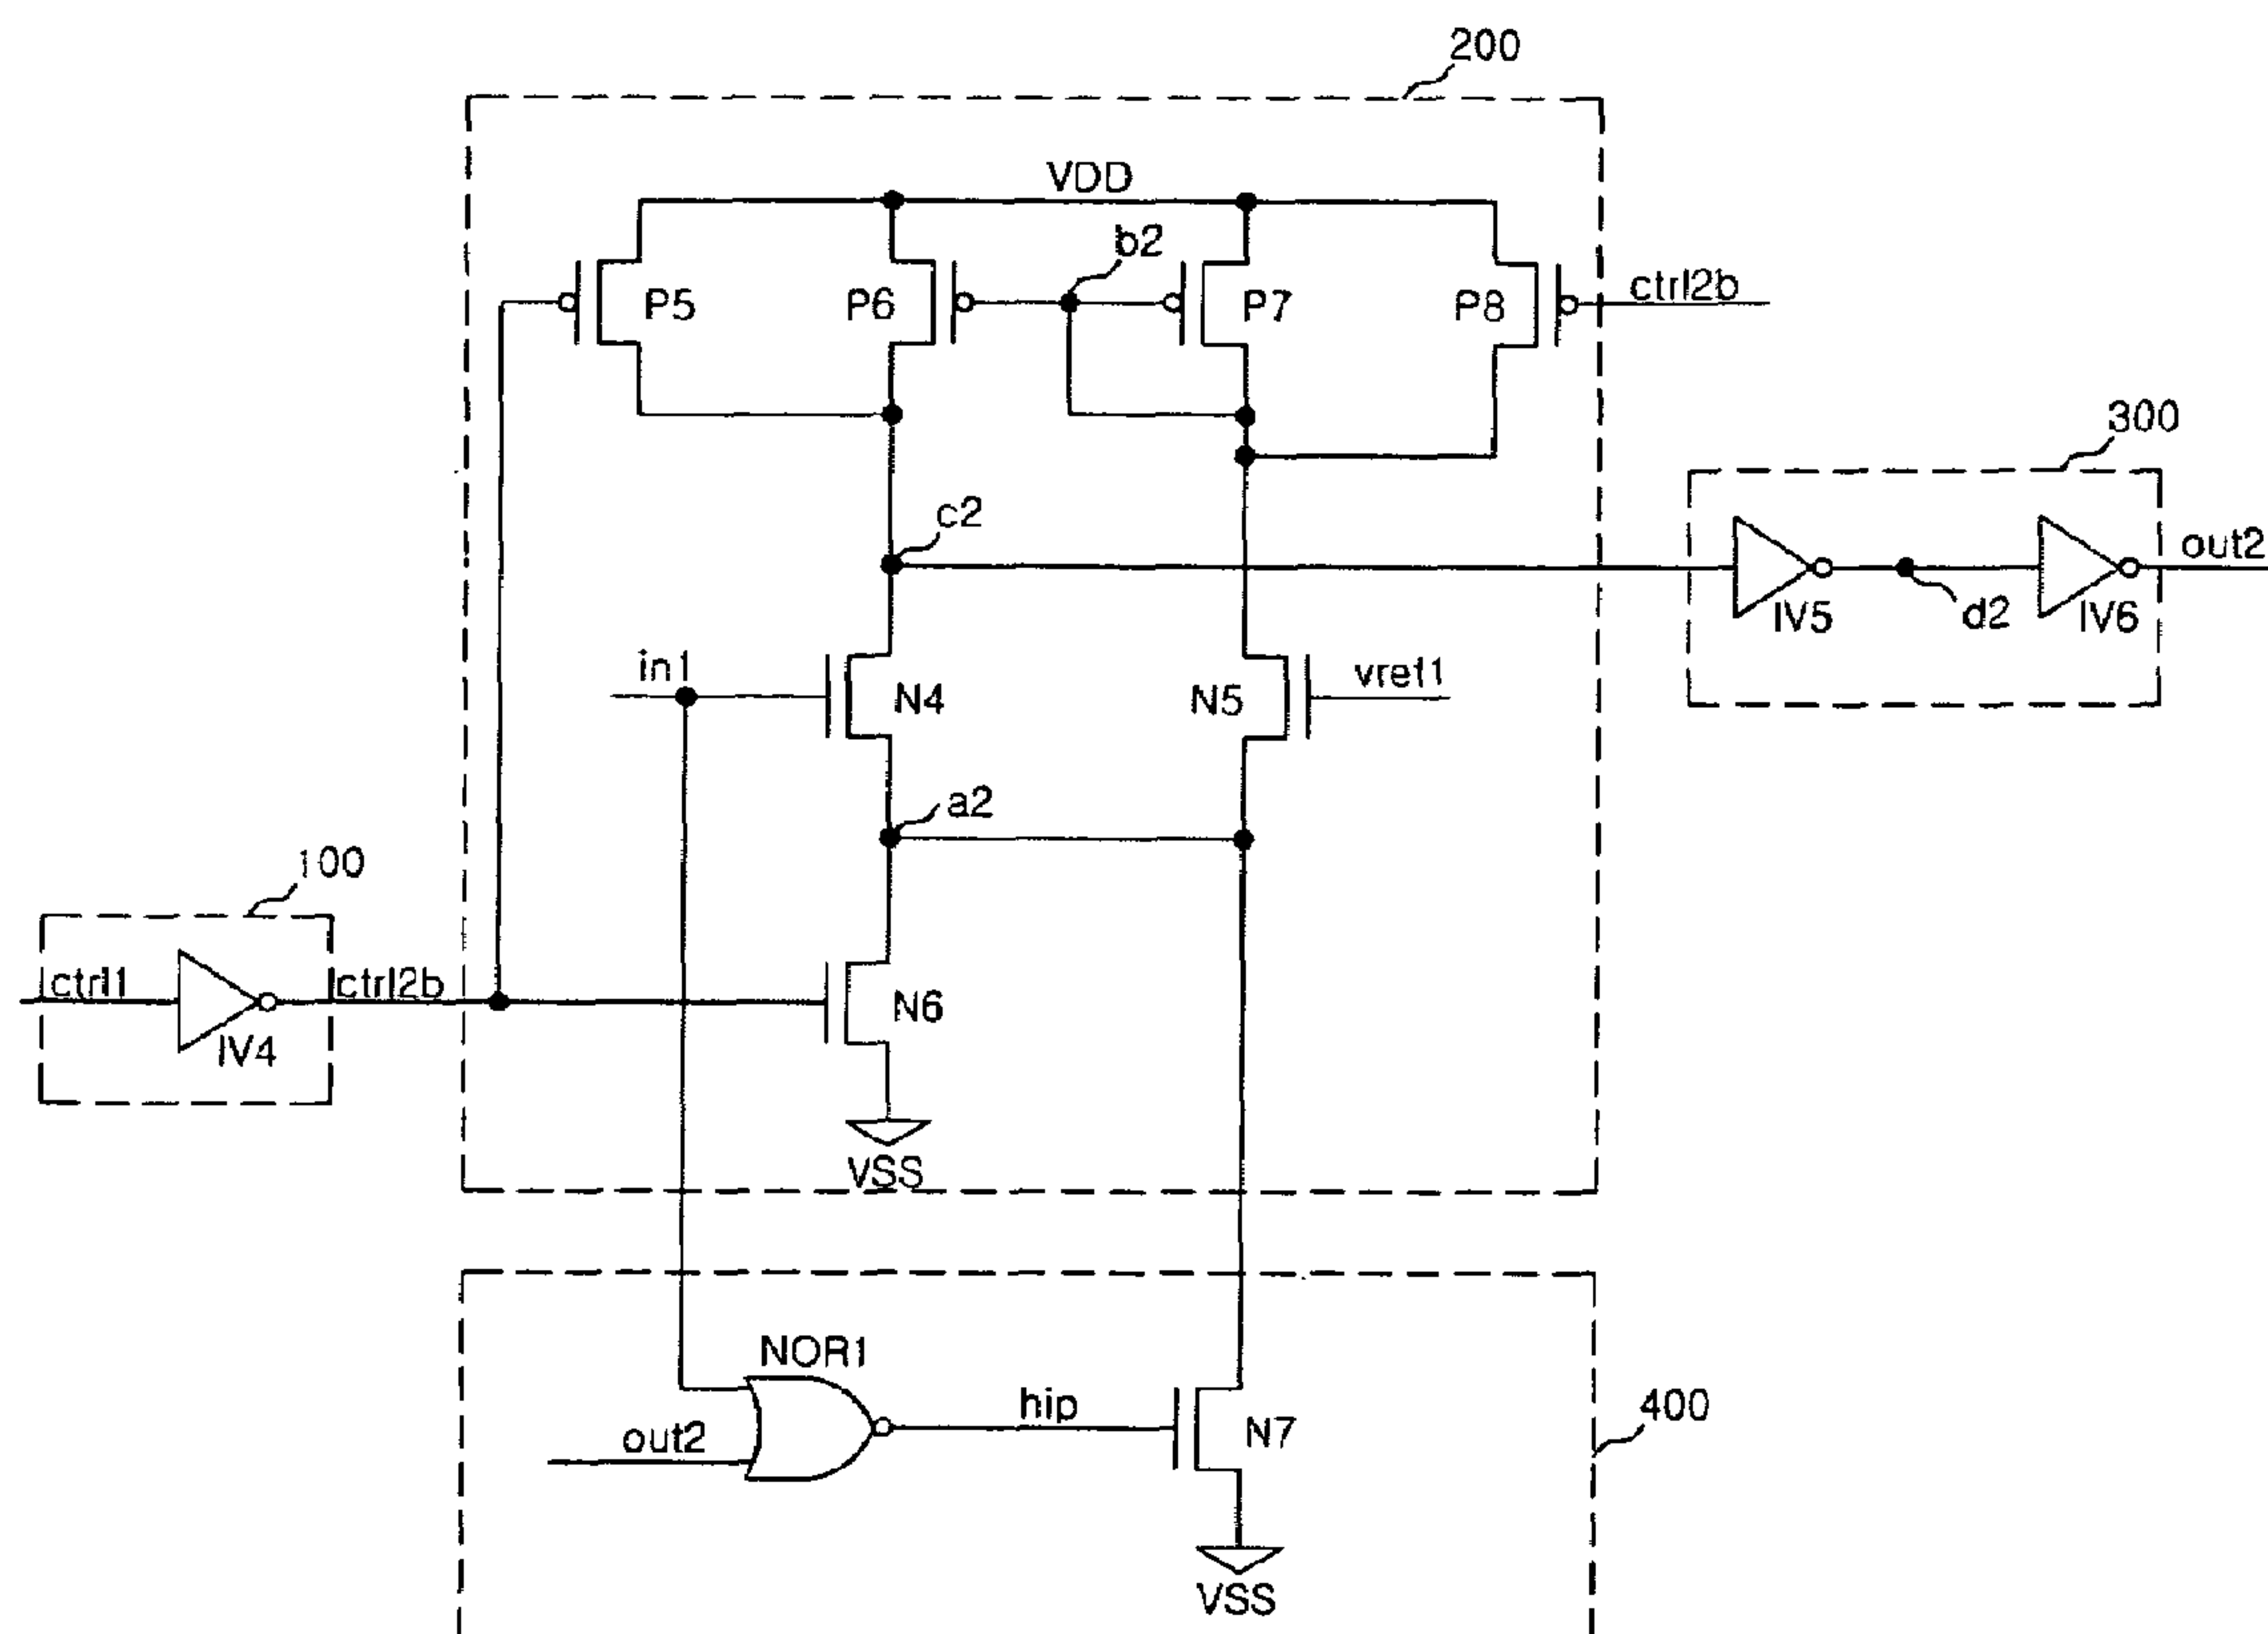 200
VDD
b2
P5
P6
P7
P8
ctrl2b
300
c2
out2
IV5
d2
IV6
in1
N4
N5
vref1
a2
100
ctrl1
ctrl2b
IV4
N6
VSS
NOR1
hip
out2
N7
400
VSS